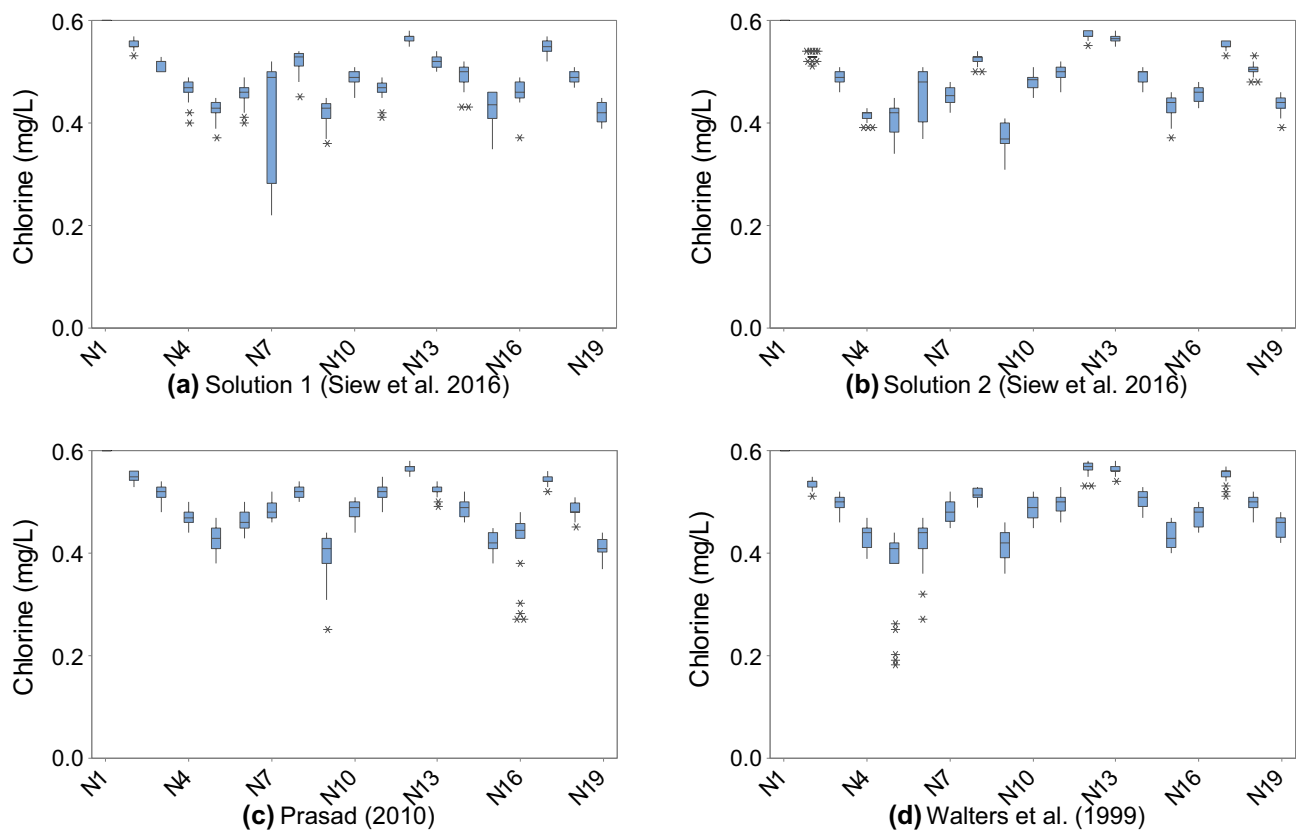 0.6
0.4
0.2
0.0
Chlorine (mg/L)
N1 N4 N7 N10 N13 N16 N19
(a) Solution 1 (Siew et al. 2016)
0.6
0.4
0.2
0.0
Chlorine (mg/L)
N1 N4 N7 N10 N13 N16 N19
(b) Solution 2 (Siew et al. 2016)
0.6
0.4
0.2
0.0
Chlorine (mg/L)
N1 N4 N7 N10 N13 N16 N19
(c) Prasad (2010)
0.6
0.4
0.2
0.0
Chlorine (mg/L)
N1 N4 N7 N10 N13 N16 N19
(d) Walters et al. (1999)